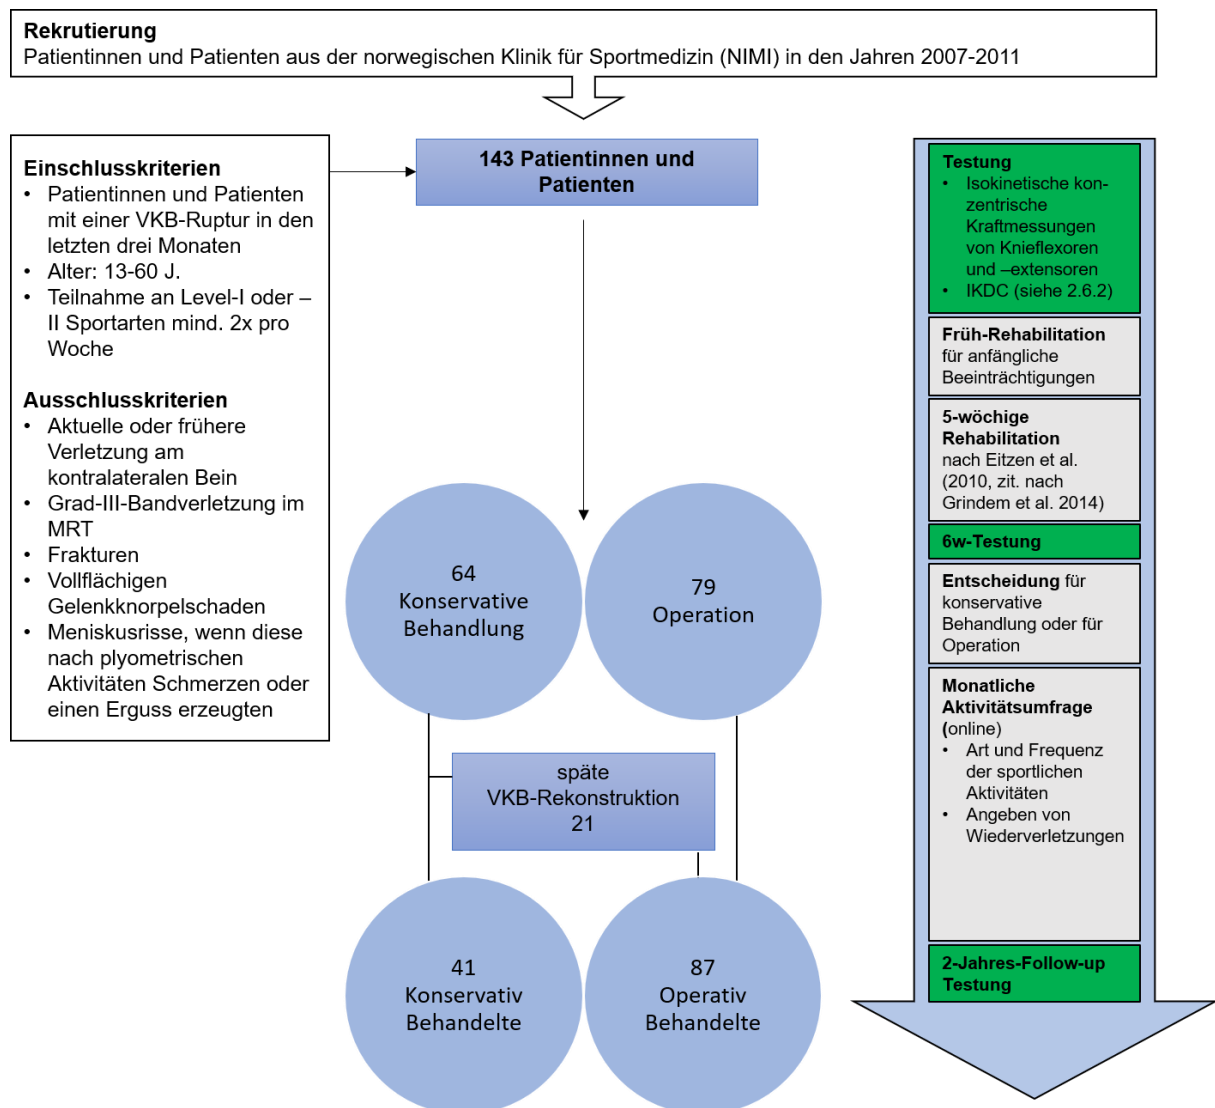 Rekrutierung
Patientinnen und Patienten aus der norwegischen Klinik für Sportmedizin (NIMI) in den Jahren 2007-2011
Einschlusskriterien
• Patientinnen und Patienten
mit einer VKB-Ruptur in den
letzten drei Monaten
• Alter: 13-60 J.
• Teilnahme an Level-I oder –
II Sportarten mind. 2x pro
Woche
Ausschlusskriterien
• Aktuelle oder frühere
Verletzung am
kontralateralen Bein
• Grad-III-Bandverletzung im
MRT
• Frakturen
• Vollflächigen
Gelenkknorpelschaden
• Meniskusrisse, wenn diese
nach plyometrischen
Aktivitäten Schmerzen oder
einen Erguss erzeugten
143 Patientinnen und
Patienten
64
Konservative
Behandlung
79
Operation
späte
VKB-Rekonstruktion
21
41
Konservativ
Behandelte
87
Operativ
Behandelte
Testung
• Isokinetische kon-
zentrische
Kraftmessungen
von Knieflexoren
und –extensoren
• IKDC (siehe 2.6.2)
Früh-Rehabilitation
für anfängliche
Beeinträchtigungen
5-wöchige
Rehabilitation
nach Eitzen et al.
(2010, zit. nach
Grindem et al. 2014)
6w-Testung
Entscheidung für
konservative
Behandlung oder für
Operation
Monatliche
Aktivitätsumfrage
(online)
• Art und Frequenz
der sportlichen
Aktivitäten
• Angeben von
Wiederverletzungen
2-Jahres-Follow-up
Testung